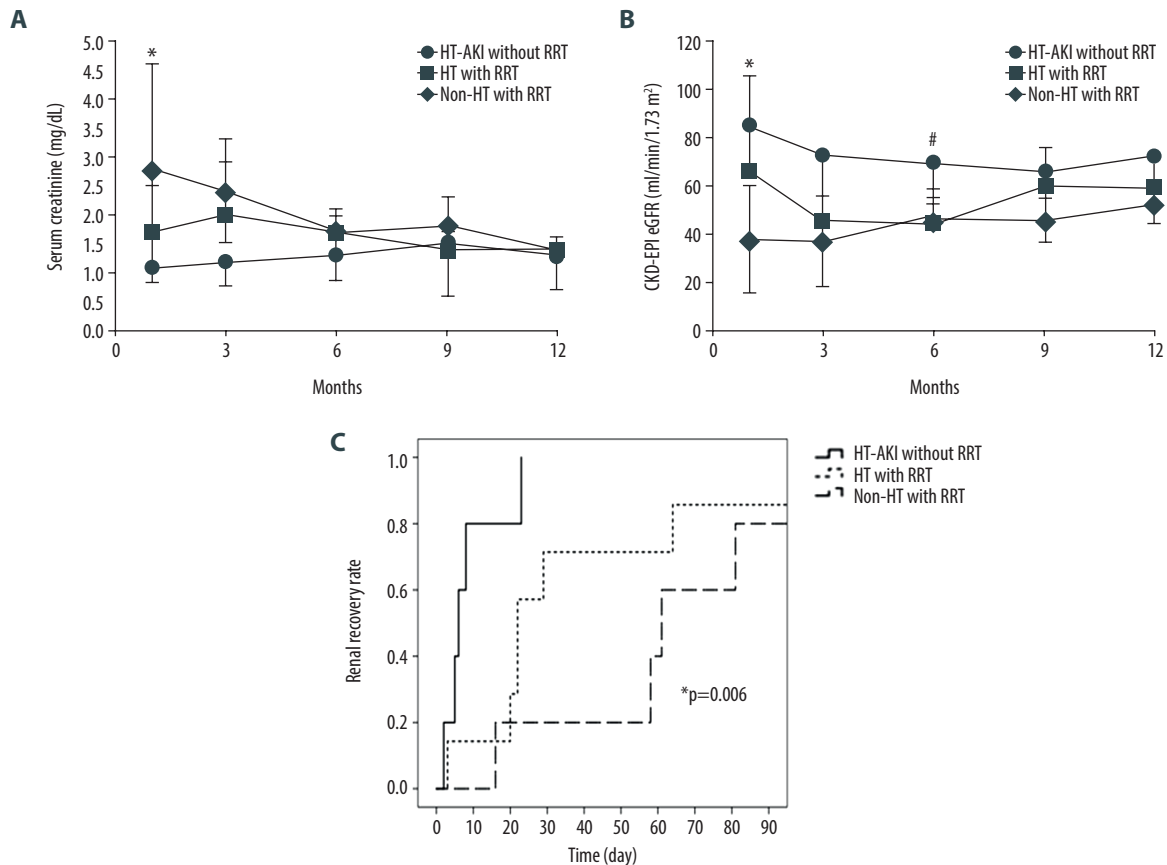 A
Serum creatinine (mg/dL)
5.0
4.5
4.0
3.5
3.0
2.5
2.0
1.5
1.0
0.5
0.0
*
HT-AKI without RRT
HT with RRT
Non-HT with RRT
0
3
6
9
12
Months
B
CKD-EPI eGFR (ml/min/1.73 m²)
120
100
80
60
40
20
0
*
#
HT-AKI without RRT
HT with RRT
Non-HT with RRT
0
3
6
9
12
Months
C
Renal recovery rate
1.0
0.8
0.6
0.4
0.2
0.0
*p=0.006
HT-AKI without RRT
HT with RRT
Non-HT with RRT
0 10 20 30 40 50 60 70 80 90
Time (day)